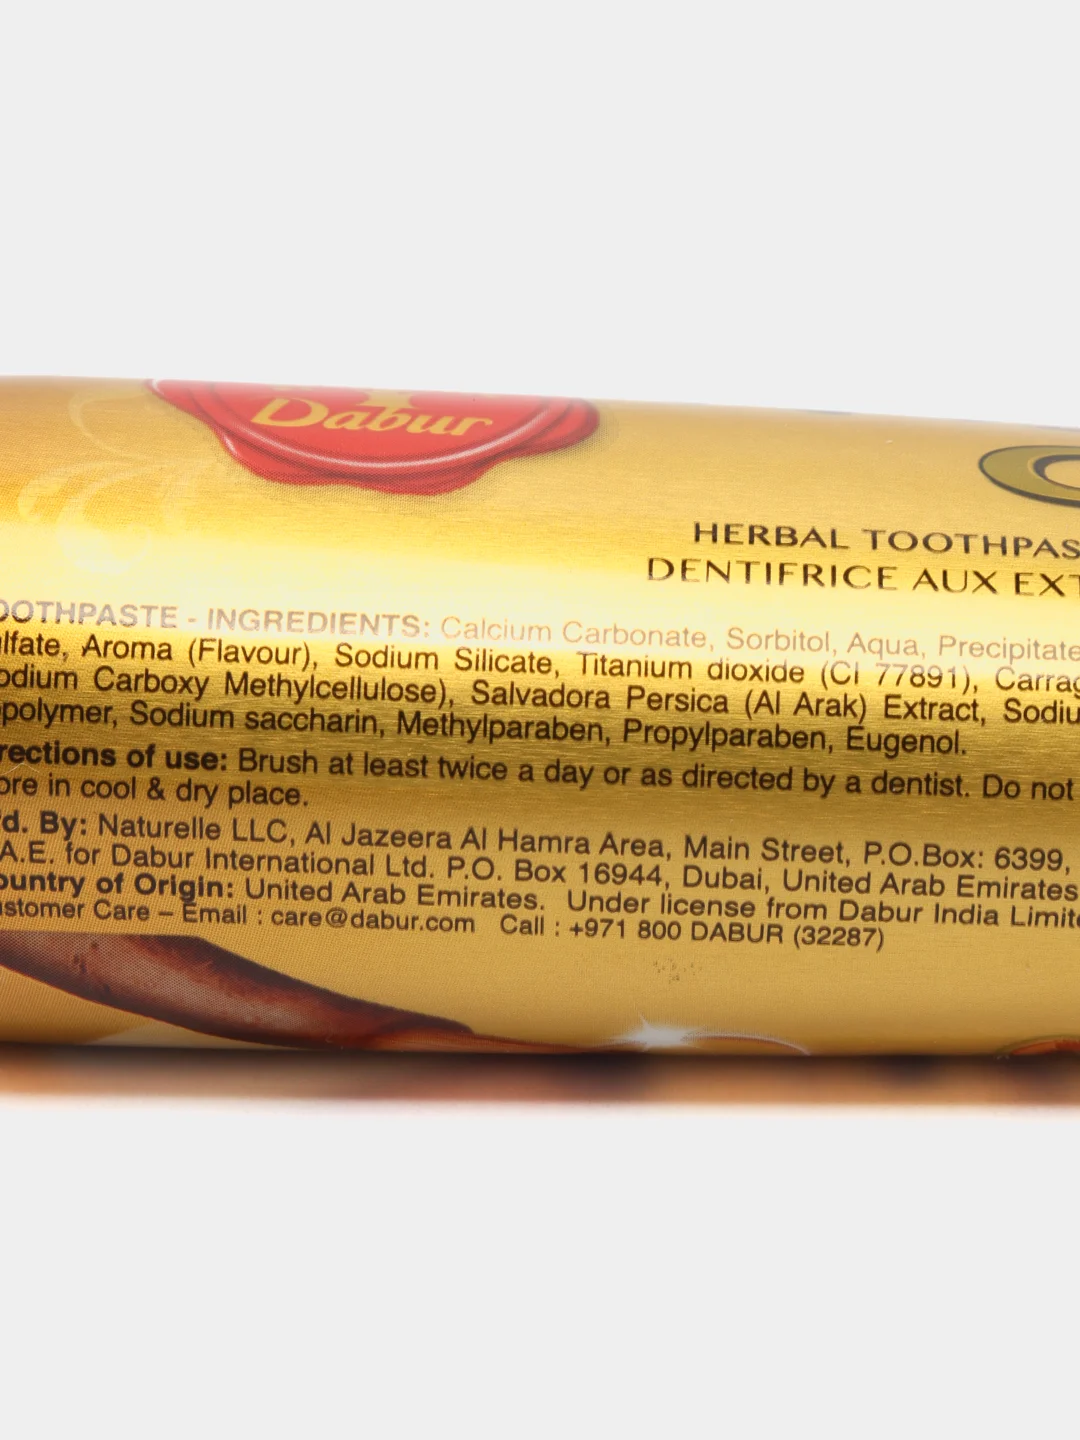 Dabur
HERBAL TOOTHPAS
DENTIFRICE AUX EXT
OOTHPASTE - INGREDIENTS: Calcium Carbonate, Sorbitol, Aqua, Precipitate
lfate, Aroma (Flavour), Sodium Silicate, Titanium dioxide (CI 77891), Carrag
odium Carboxy Methylcellulose), Salvadora Persica (Al Arak) Extract, Sodiu
polymer, Sodium saccharin, Methylparaben, Propylparaben, Eugenol.
rections of use: Brush at least twice a day or as directed by a dentist. Do not
ore in cool & dry place.
d. By: Naturelle LLC, Al Jazeera Al Hamra Area, Main Street, P.O.Box: 6399,
A.E. for Dabur International Ltd. P.O. Box 16944, Dubai, United Arab Emirates
ountry of Origin: United Arab Emirates. Under license from Dabur India Limite
ustomer Care – Email : care@dabur.com Call : +971 800 DABUR (32287)